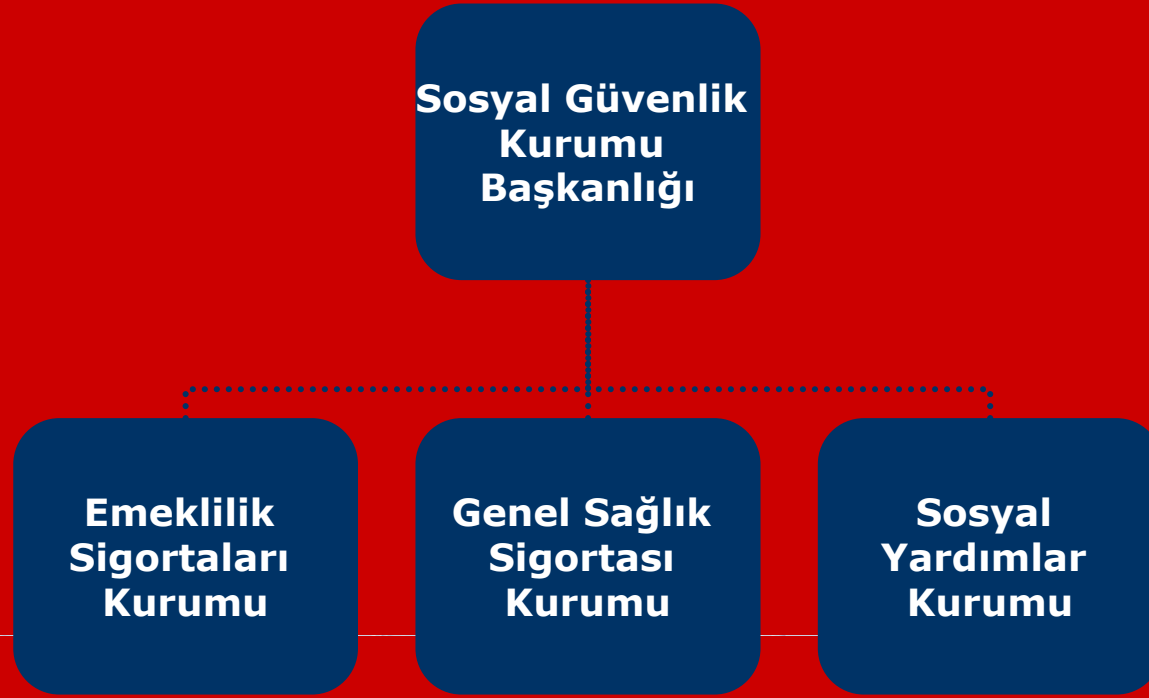 Sosyal Güvenlik
Kurumu
Başkanlığı
Emeklilik
Sigortaları
Kurumu
Genel Sağlık
Sigortası
Kurumu
Sosyal
Yardımlar
Kurumu